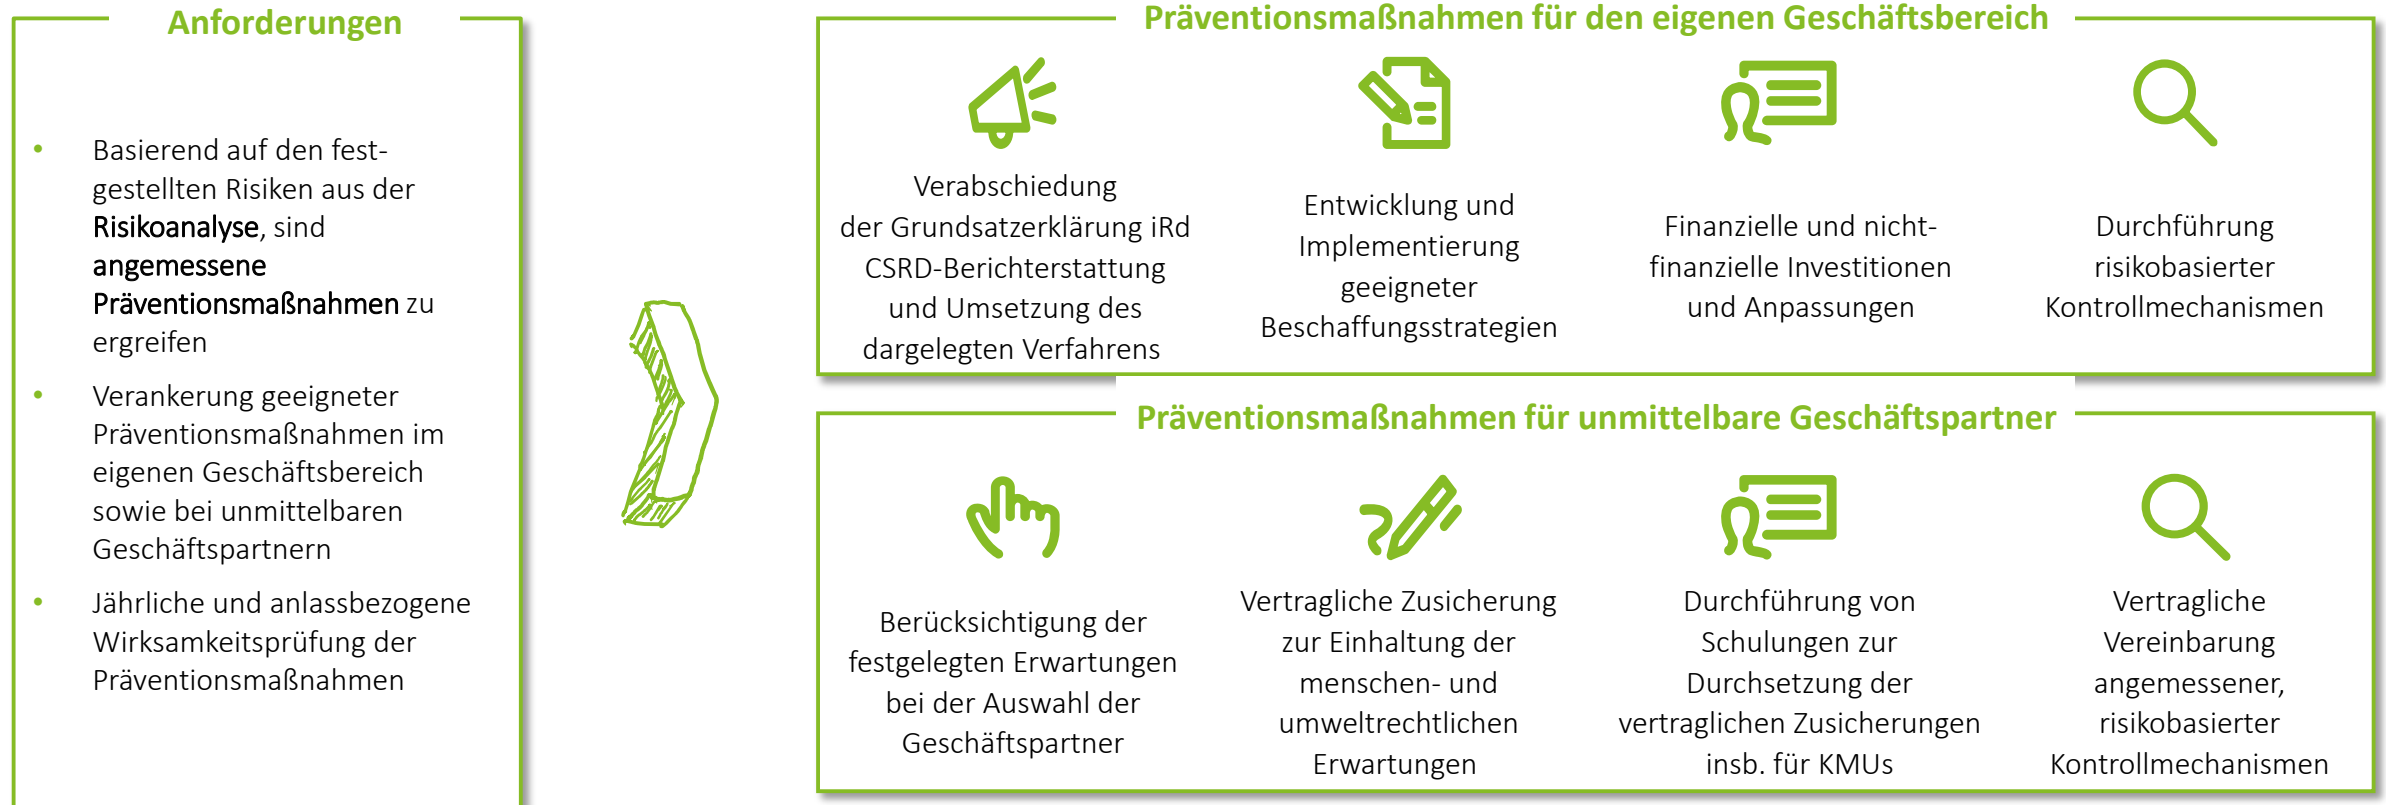 Anforderungen
• Basierend auf den fest-
gestellten Risiken aus der
Risikoanalyse, sind
angemessene
Präventionsmaßnahmen zu
ergreifen
• Verankerung geeigneter
Präventionsmaßnahmen im
eigenen Geschäftsbereich
sowie bei unmittelbaren
Geschäftspartnern
• Jährliche und anlassbezogene
Wirksamkeitsprüfung der
Präventionsmaßnahmen
Präventionsmaßnahmen für den eigenen Geschäftsbereich
Verabschiedung
der Grundsatzerklärung iRd
CSRD-Berichterstattung
und Umsetzung des
dargelegten Verfahrens
Entwicklung und
Implementierung
geeigneter
Beschaffungsstrategien
Finanzielle und nicht-
finanzielle Investitionen
und Anpassungen
Durchführung
risikobasierter
Kontrollmechanismen
Präventionsmaßnahmen für unmittelbare Geschäftspartner
Berücksichtigung der
festgelegten Erwartungen
bei der Auswahl der
Geschäftspartner
Vertragliche Zusicherung
zur Einhaltung der
menschen- und
umweltrechtlichen
Erwartungen
Durchführung von
Schulungen zur
Durchsetzung der
vertraglichen Zusicherungen
insb. für KMUs
Vertragliche
Vereinbarung
angemessener,
risikobasierter
Kontrollmechanismen